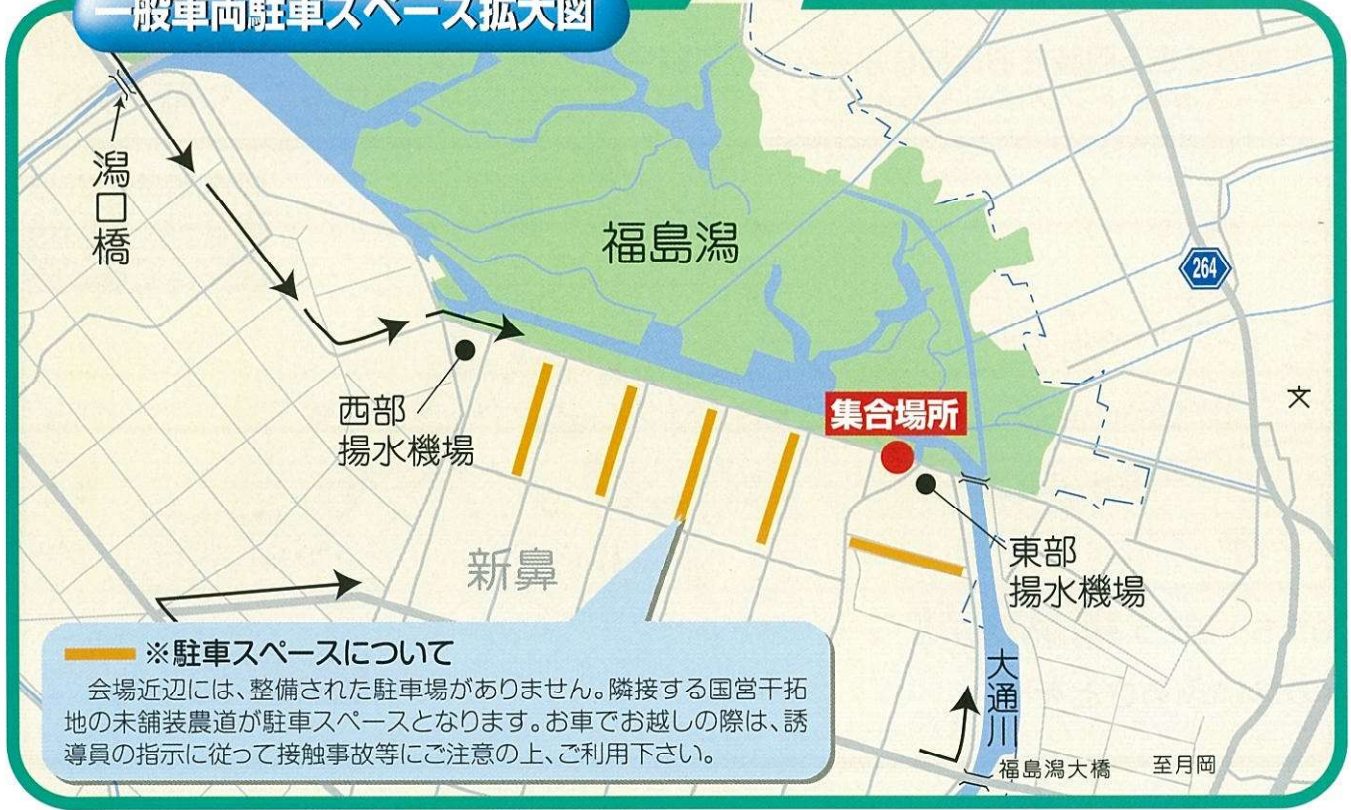 一般車両駐車スペース拡大図
潟口橋
福島潟
264
文
西部
揚水機場
集合場所
新鼻
東部
揚水機場
※駐車スペースについて
会場近辺には、整備された駐車場がありません。隣接する国営干拓
地の未舗装農道が駐車スペースとなります。お車でお越しの際は、誘
導員の指示に従って接触事故等にご注意の上、ご利用下さい。
大通川
福島潟大橋
至月岡